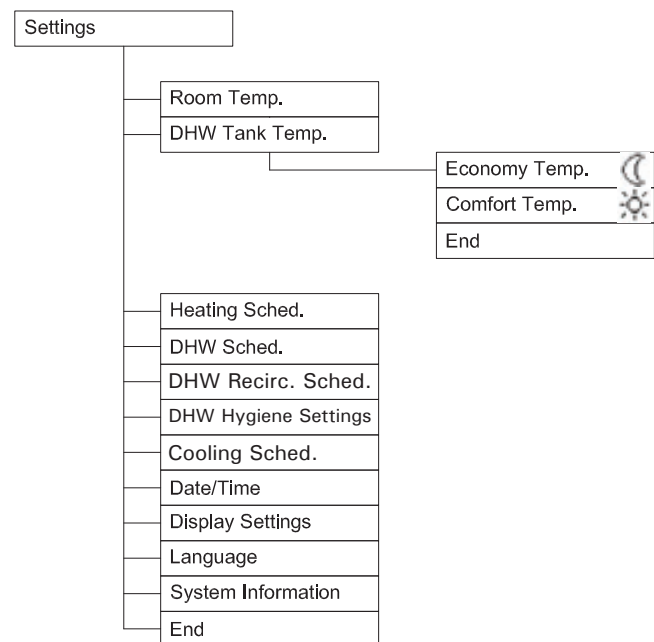 Settings
Room Temp.
DHW Tank Temp.
Economy Temp.
Comfort Temp.
End
Heating Sched.
DHW Sched.
DHW Recirc. Sched.
DHW Hygiene Settings
Cooling Sched.
Date/Time
Display Settings
Language
System Information
End